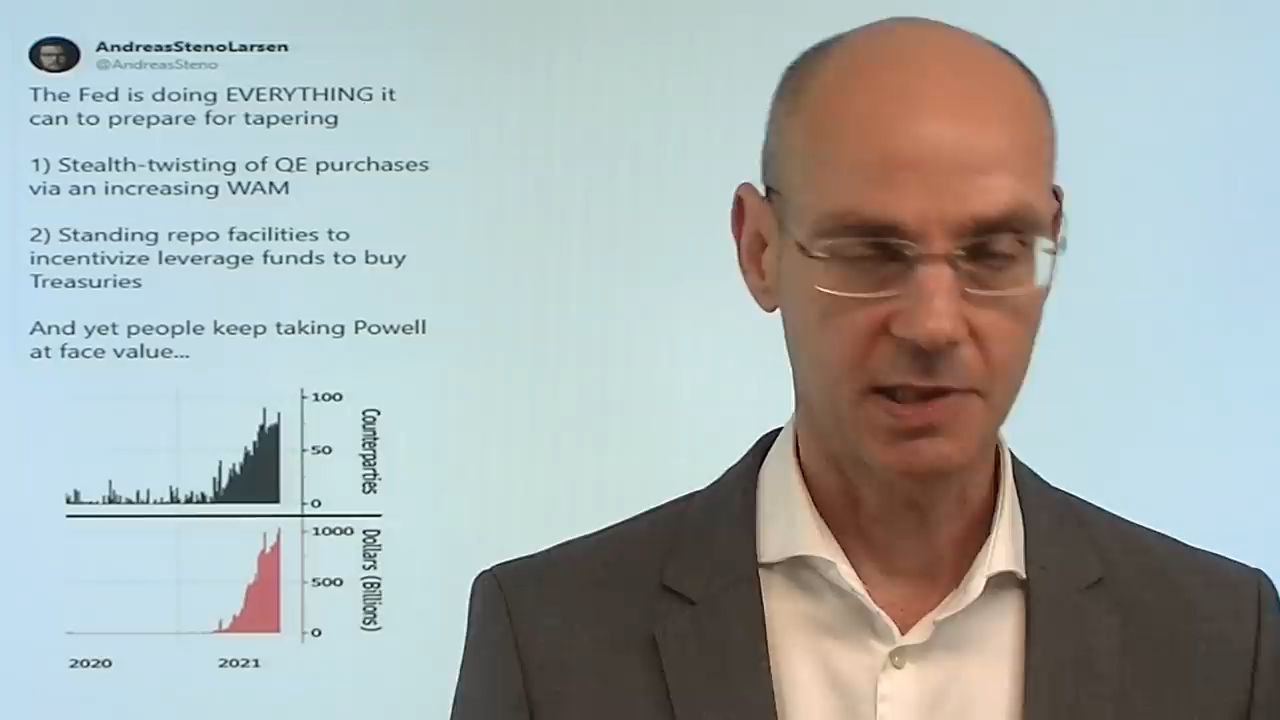 AndreasStenoLarsen
@AndreasSteno
The Fed is doing EVERYTHING it
can to prepare for tapering
1) Stealth-twisting of QE purchases
via an increasing WAM
2) Standing repo facilities to
incentivize leverage funds to buy
Treasuries
And yet people keep taking Powell
at face value...
100
50
0
Counterparties
1000
500
0
Dollars (Billions)
2020 2021